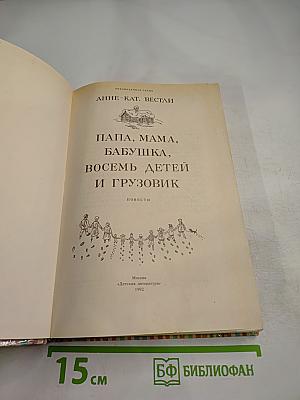 АННЕ-КАТ. ВЕСТЛИ
ПАПА, МАМА,
БАБУШКА,
ВОСЕМЬ ДЕТЕЙ
И ГРУЗОВИК
ПОВЕСТИ
Москва
«Детская литература»
1992
15 см
БФ БИБЛИОФАН